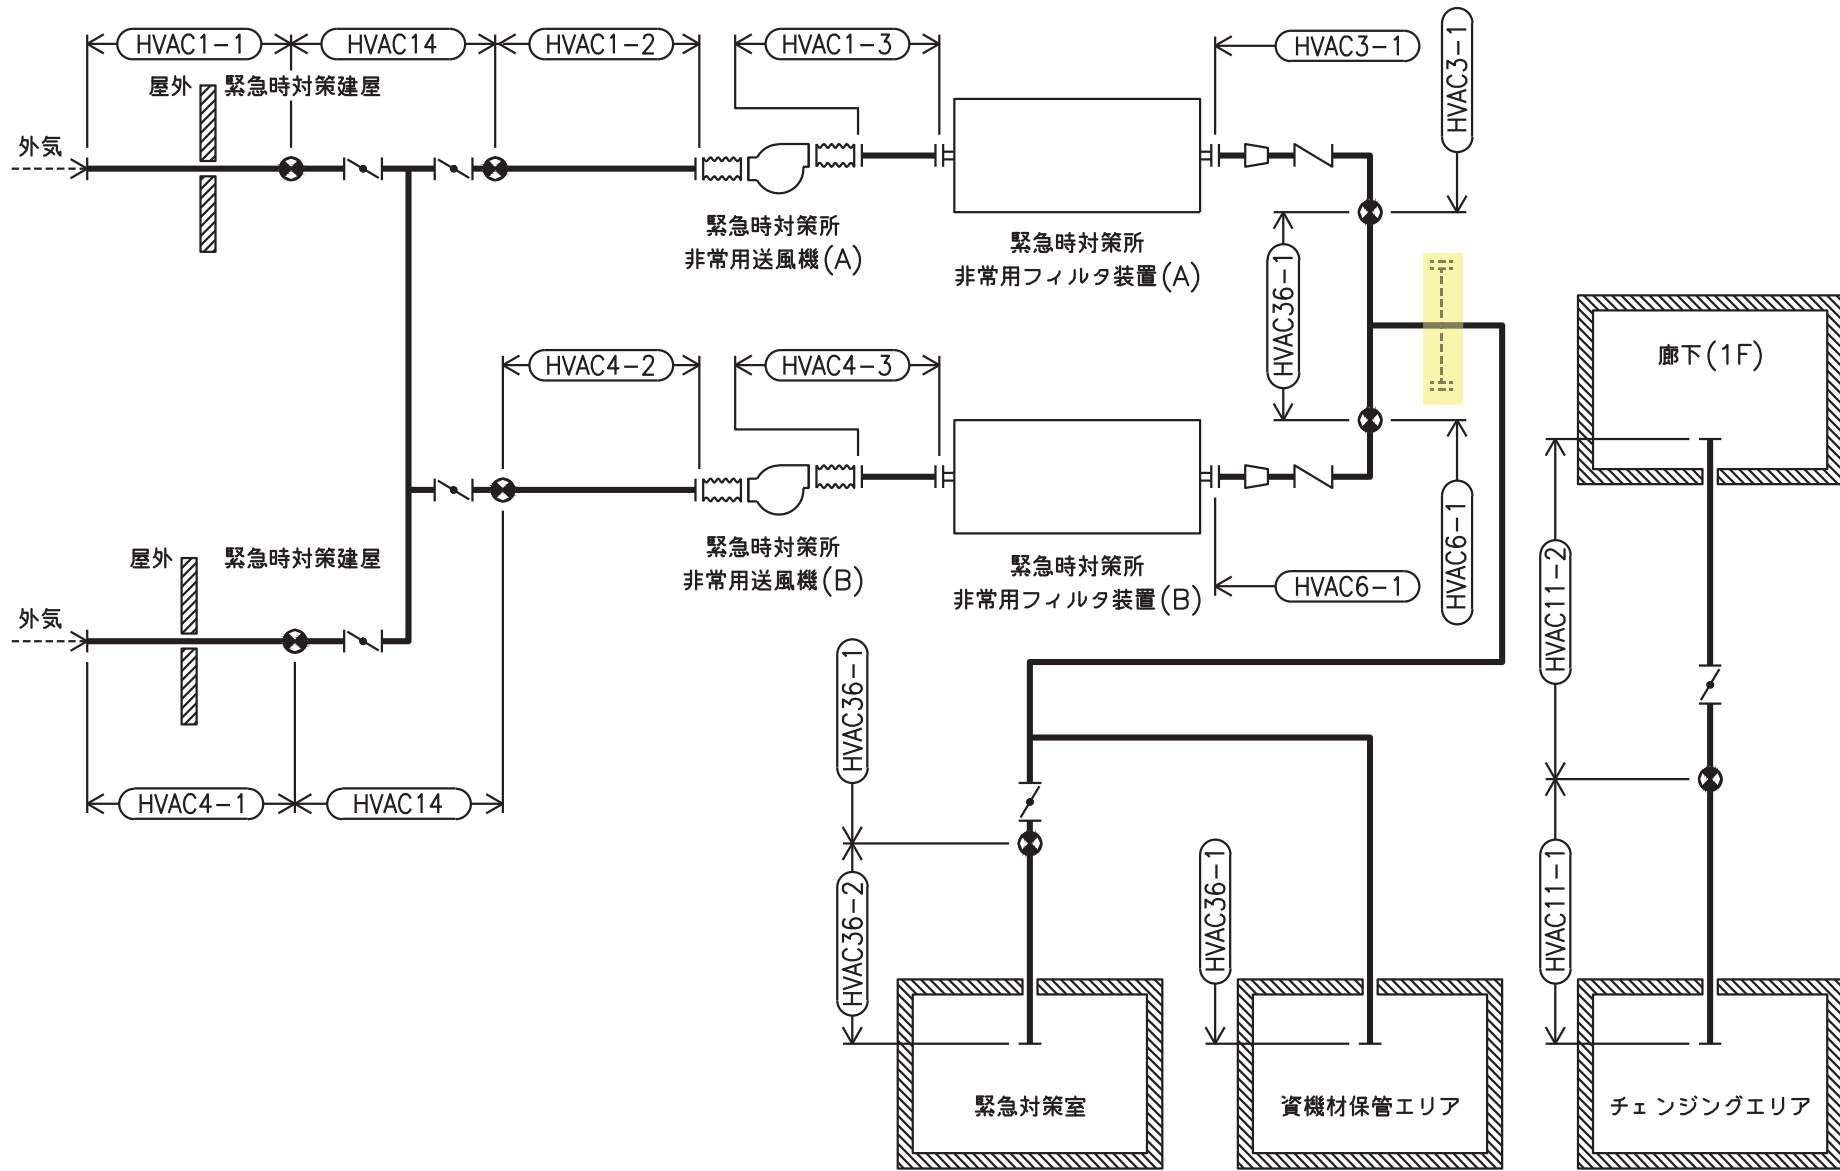 HVAC1-1
HVAC14
HVAC1-2
HVAC1-3
HVAC3-1
HVAC3-1
屋外
緊急時対策建屋
外気
緊急時対策所
非常用送風機(A)
緊急時対策所
非常用フィルタ装置(A)
HVAC36-1
廊下(1F)
HVAC4-2
HVAC4-3
屋外
緊急時対策建屋
外気
緊急時対策所
非常用送風機(B)
緊急時対策所
非常用フィルタ装置(B)
HVAC6-1
HVAC6-1
HVAC11-2
HVAC36-1
HVAC4-1
HVAC14
HVAC36-2
HVAC36-1
HVAC11-1
緊急対策室
資機材保管エリア
チェンジングエリア